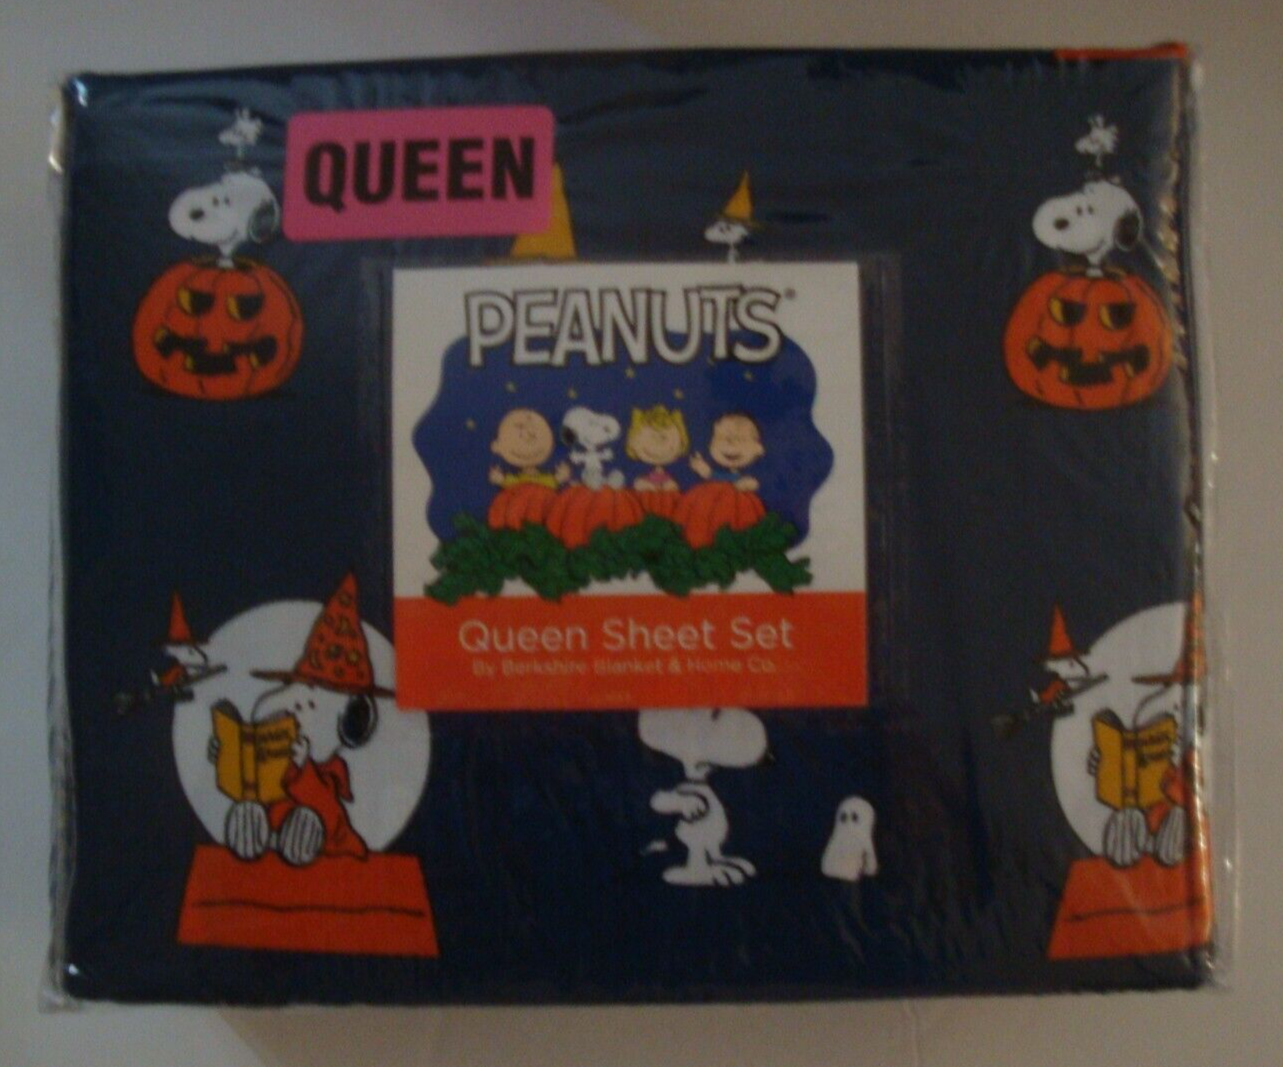 QUEEN
PEANUTS®
Queen Sheet Set
By Berkshire Blanket & Home Co.